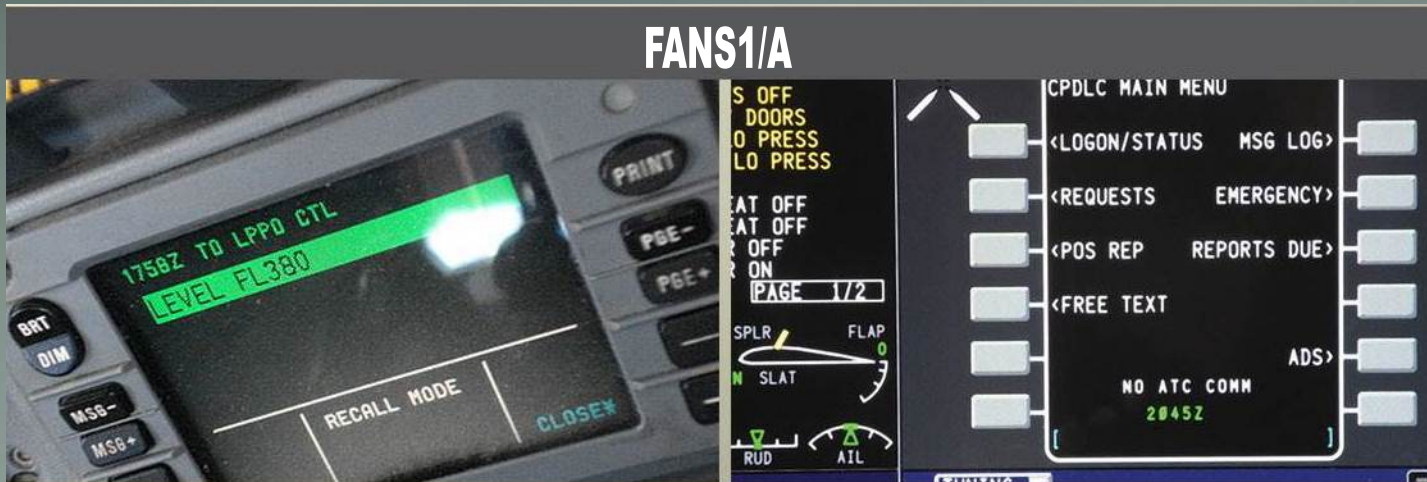 FANS1/A
1758Z TO LPPO CTL
LEVEL FL380
RECALL MODE
CLOSE*
BRT
DIM
MSG-
MSG+
PRINT
PGE-
PGE+
S OFF
DOORS
O PRESS
LO PRESS
EAT OFF
EAT OFF
R OFF
R ON
PAGE 1/2
SPLR FLAP
0
N SLAT
RUD AIL
CPDLC MAIN MENU
<LOGON/STATUS MSG LOG>
<REQUESTS EMERGENCY>
<POS REP REPORTS DUE>
<FREE TEXT
ADS>
NO ATC COMM
2045Z
[ ]